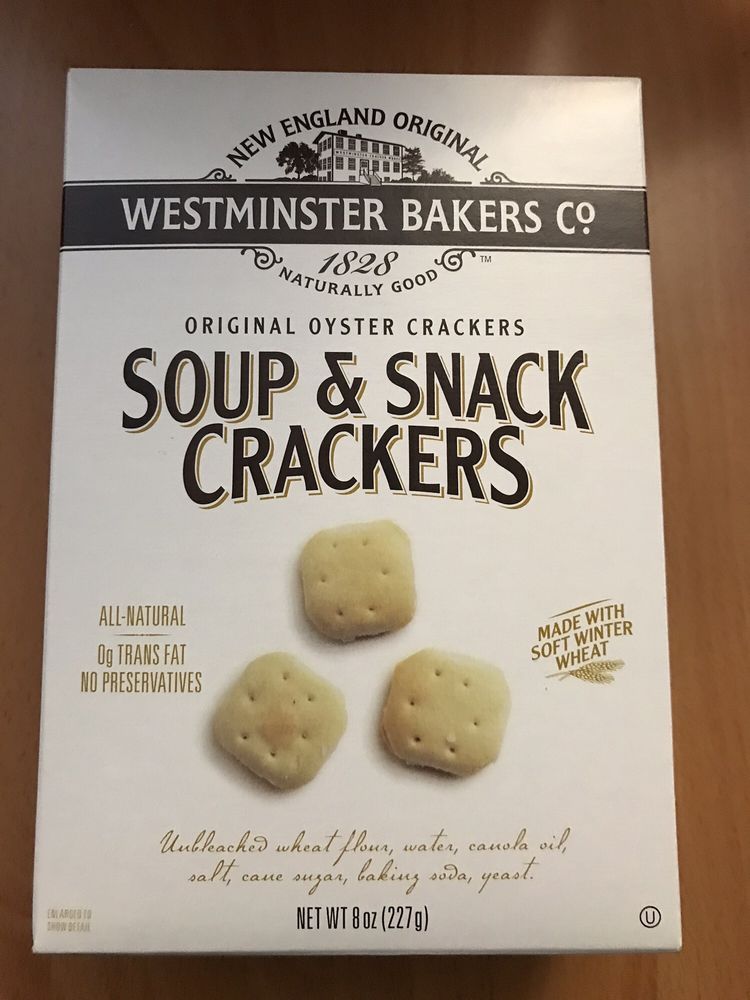 NEW ENGLAND ORIGINAL
WESTMINSTER BAKERS Co
1828
NATURALLY GOOD
TM
ORIGINAL OYSTER CRACKERS
SOUP & SNACK
CRACKERS
ALL-NATURAL
0g TRANS FAT
NO PRESERVATIVES
MADE WITH
SOFT WINTER
WHEAT
Unbleached wheat flour, water, canola oil,
salt, cane sugar, baking soda, yeast.
ENLARGED TO
SHOW DETAIL
NET WT 8 oz (227g)
U